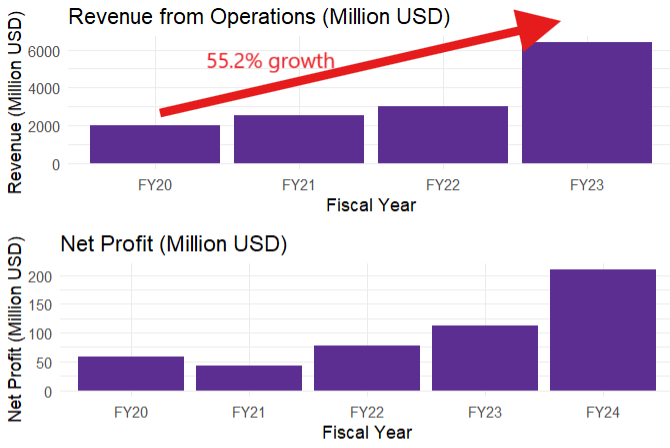 Revenue from Operations (Million USD)
55.2% growth
Revenue (Million USD)
6000
4000
2000
0
FY20 FY21 FY22 FY23
Fiscal Year
Net Profit (Million USD)
Net Profit (Million USD)
200
150
100
50
0
FY20 FY21 FY22 FY23 FY24
Fiscal Year